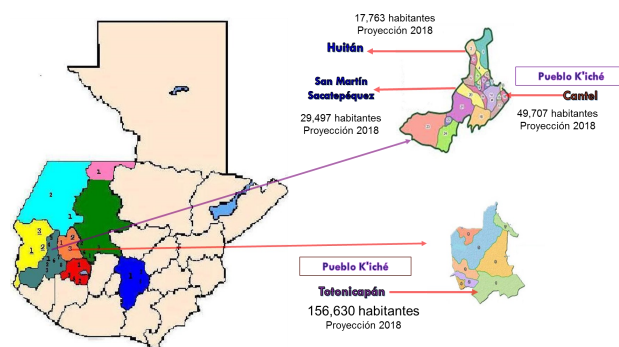 17,763 habitantes
Proyección 2018
Huitán
San Martín
Sacatepéquez
29,497 habitantes
Proyección 2018
Pueblo K'iché
Cantel
49,707 habitantes
Proyección 2018
Pueblo K'iché
Totonicapán
156,630 habitantes
Proyección 2018